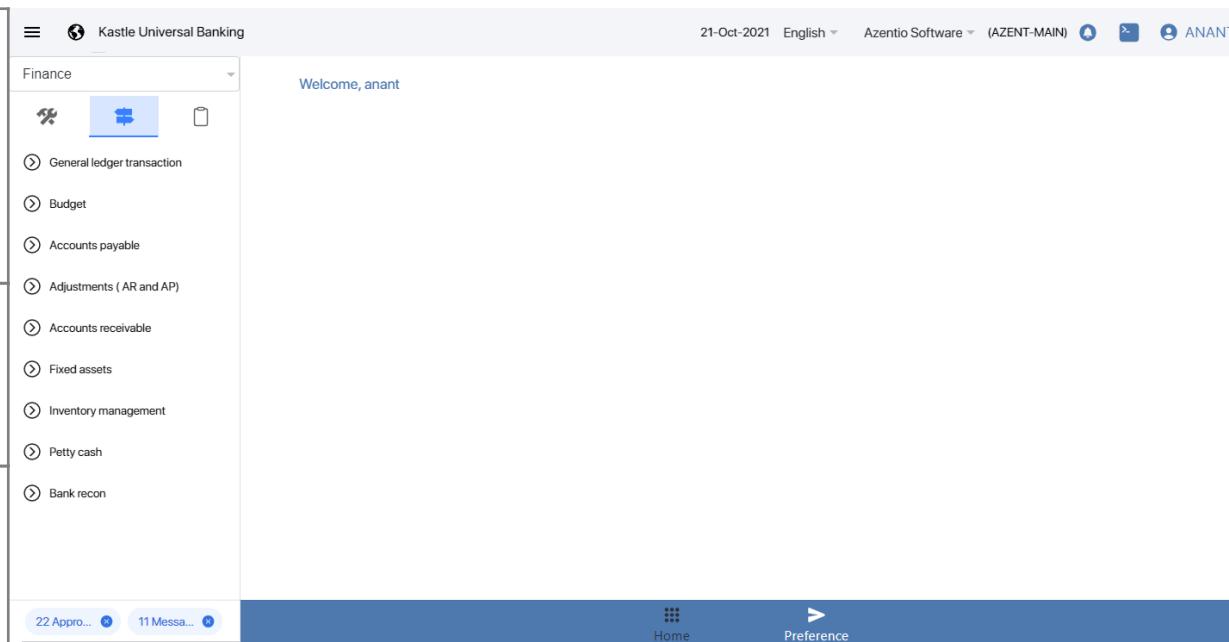 Kastle Universal Banking 21-Oct-2021 English Azentio Software (AZENT-MAIN) ANANT
Finance
Welcome, anant
General ledger transaction
Budget
Accounts payable
Adjustments ( AR and AP)
Accounts receivable
Fixed assets
Inventory management
Petty cash
Bank recon
22 Appro... 11 Messa...
Home Preference